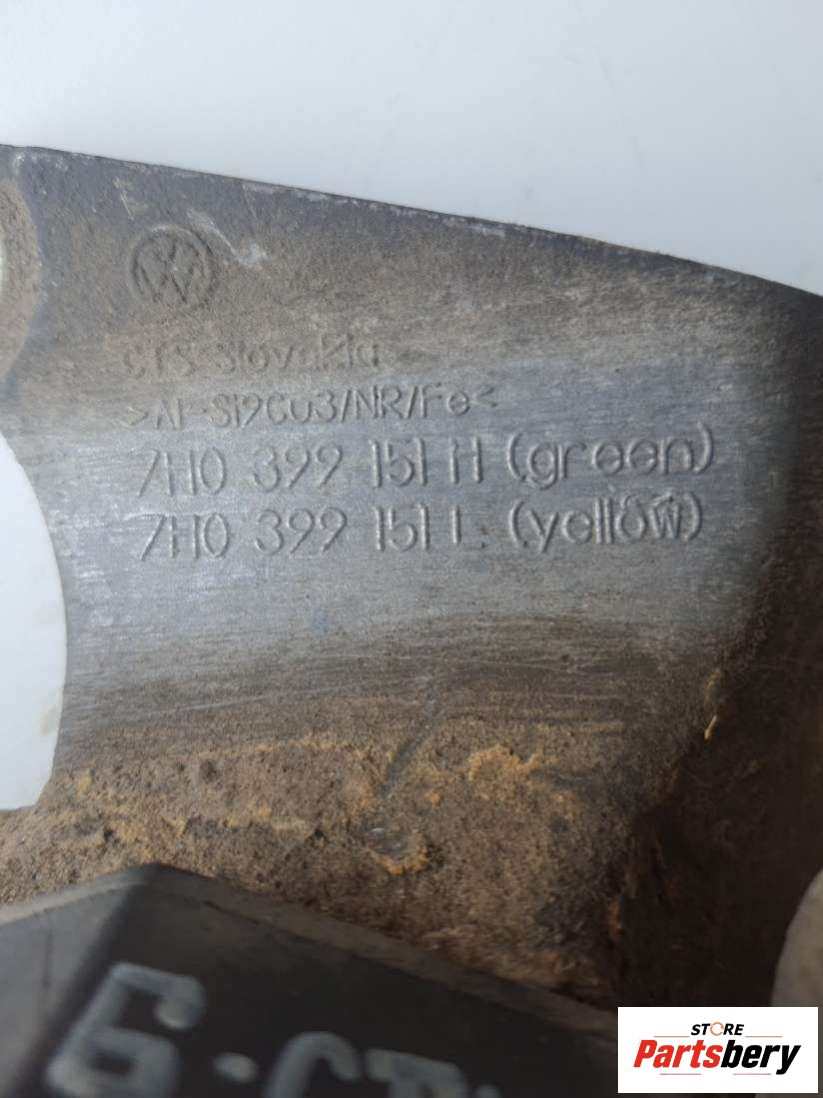 CTS Slovakia
>Al-Si9Cu3/NR/Fe<
7H0 399 151 H (green)
7H0 399 151 L (yellow)
STORE
Partsbery